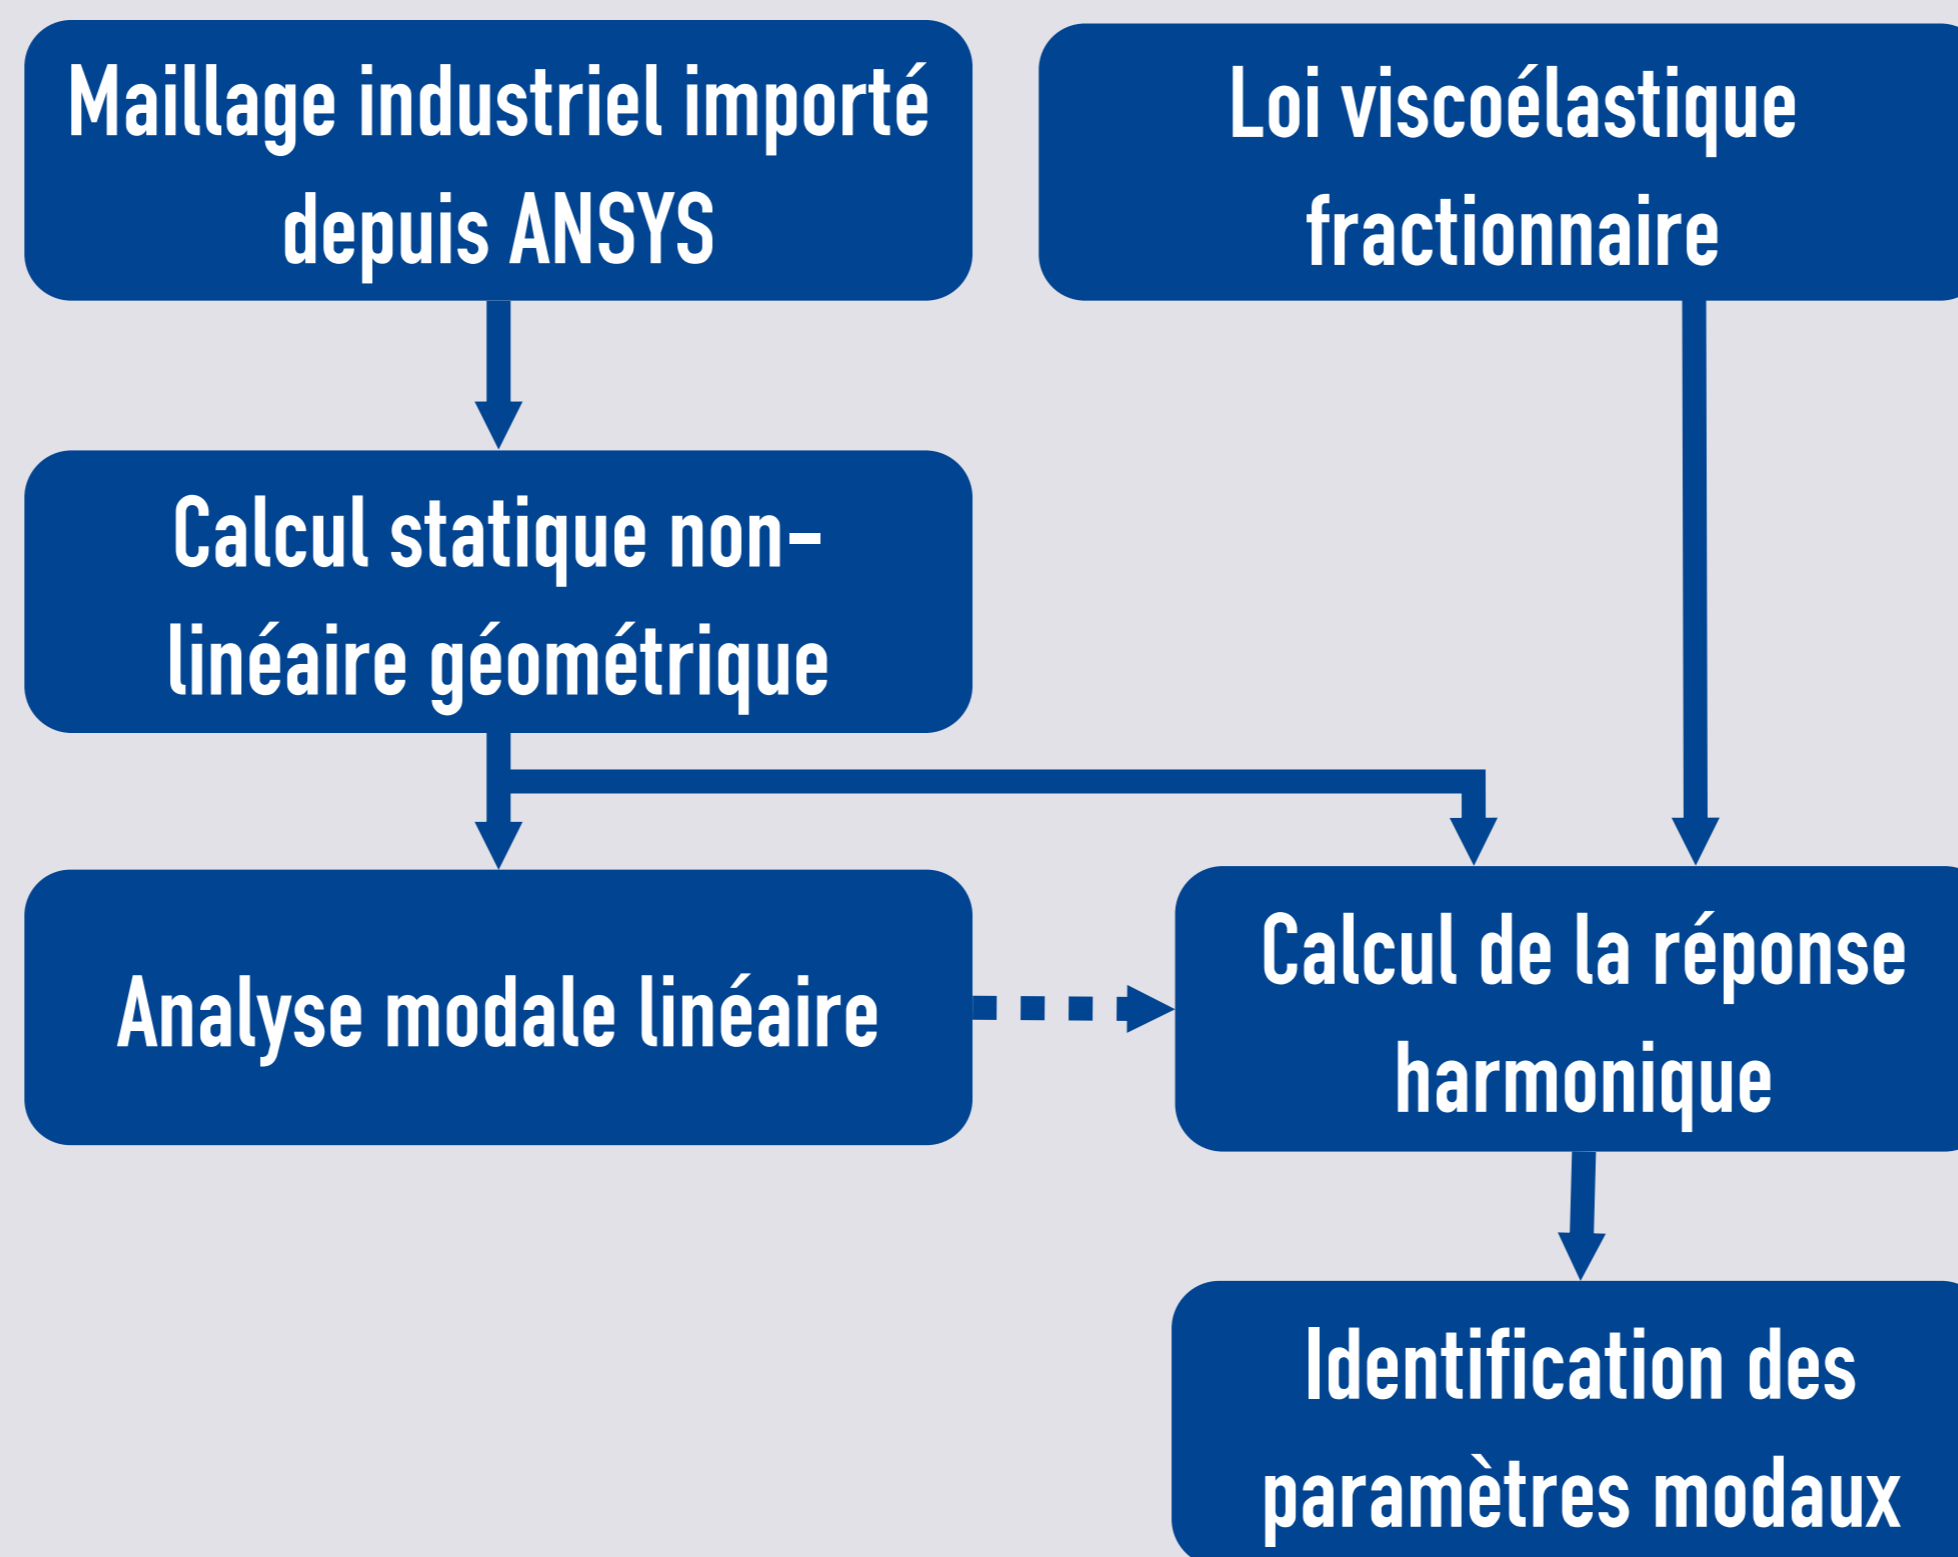 Maillage industriel importé
depuis ANSYS
Loi viscoélastique
fractionnaire
Calcul statique non-
linéaire géométrique
Analyse modale linéaire
Calcul de la réponse
harmonique
Identification des
paramètres modaux